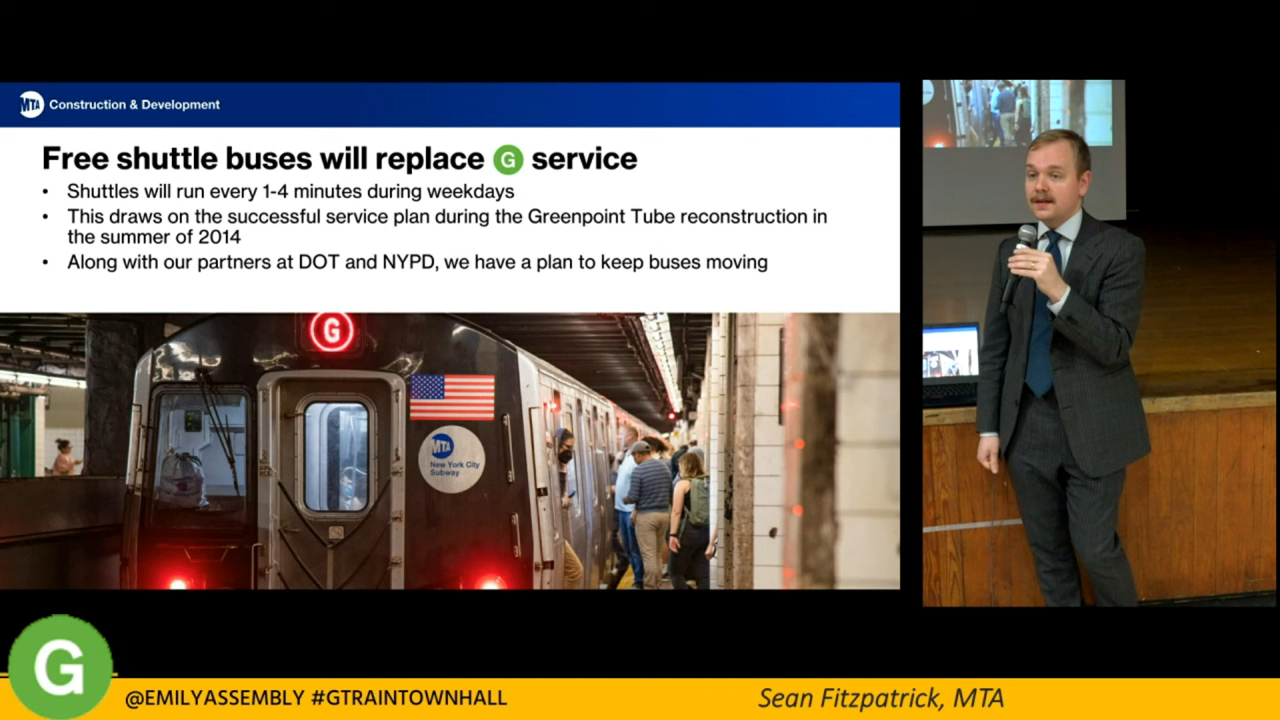 MTA Construction & Development
Free shuttle buses will replace G service
• Shuttles will run every 1-4 minutes during weekdays
• This draws on the successful service plan during the Greenpoint Tube reconstruction in
the summer of 2014
• Along with our partners at DOT and NYPD, we have a plan to keep buses moving
G
MTA
New York City
Subway
G
@EMILYASSEMBLY #GTRAINTOWNHALL
Sean Fitzpatrick, MTA